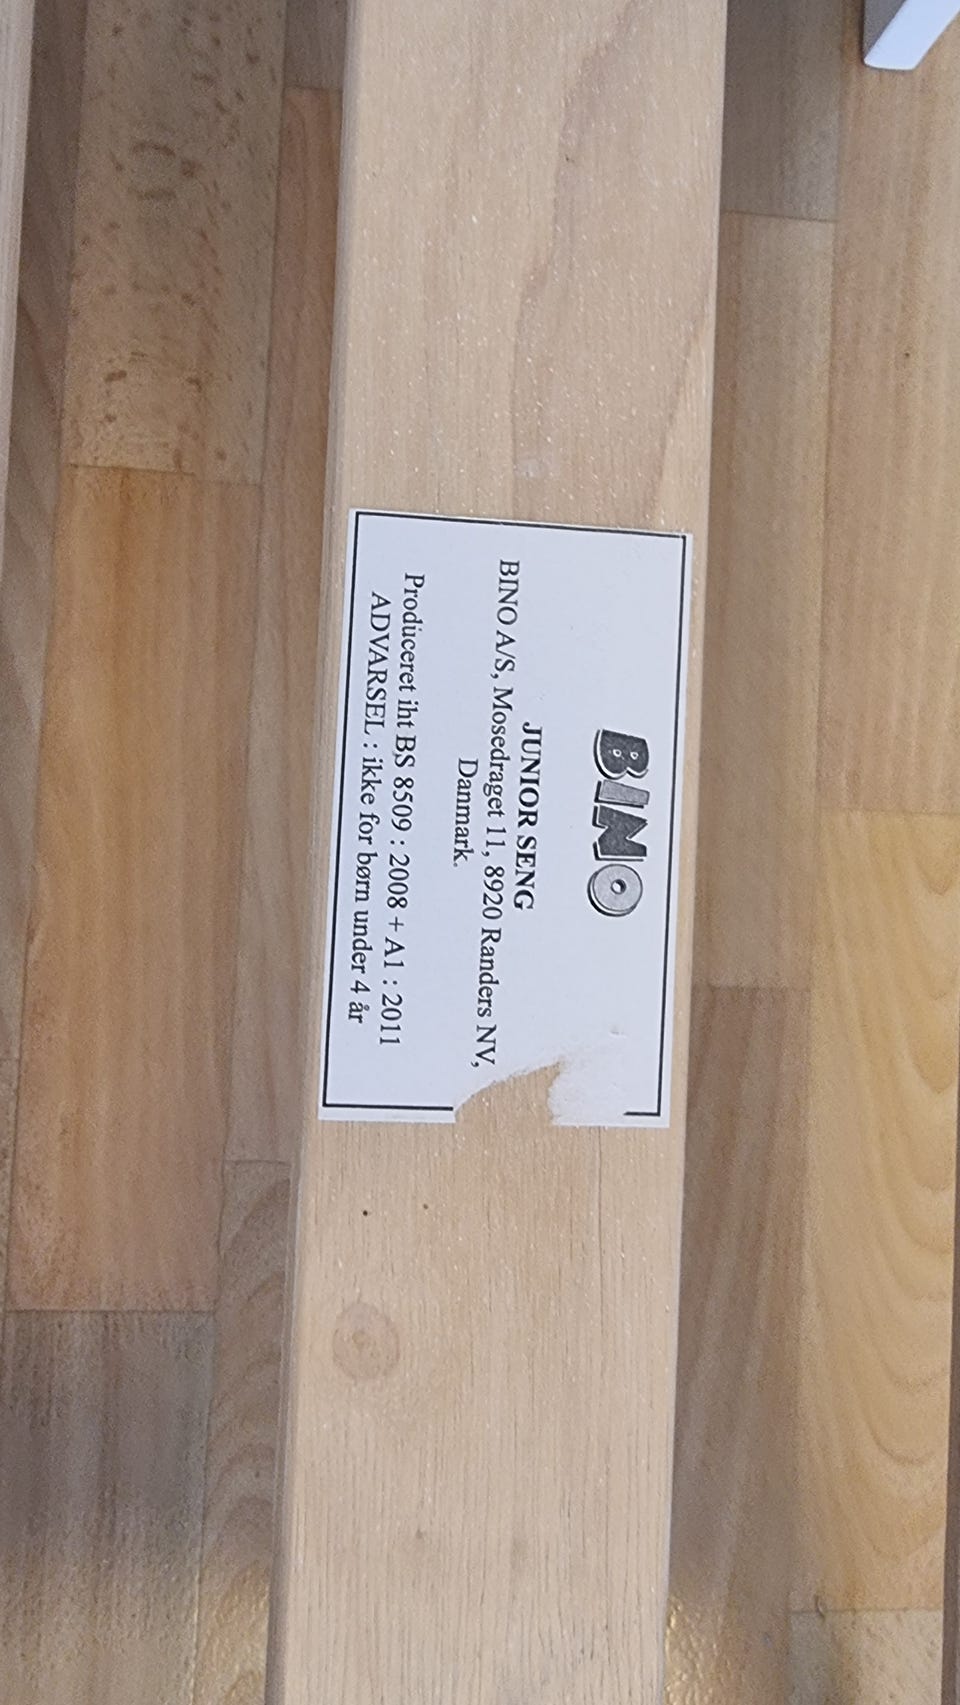 BINO
JUNIOR SENG
BINO A/S, Mosedraget 11, 8920 Randers NV,
Danmark.
Produceret iht BS 8509 : 2008 + A1 : 2011
ADVARSEL : ikke for børn under 4 år